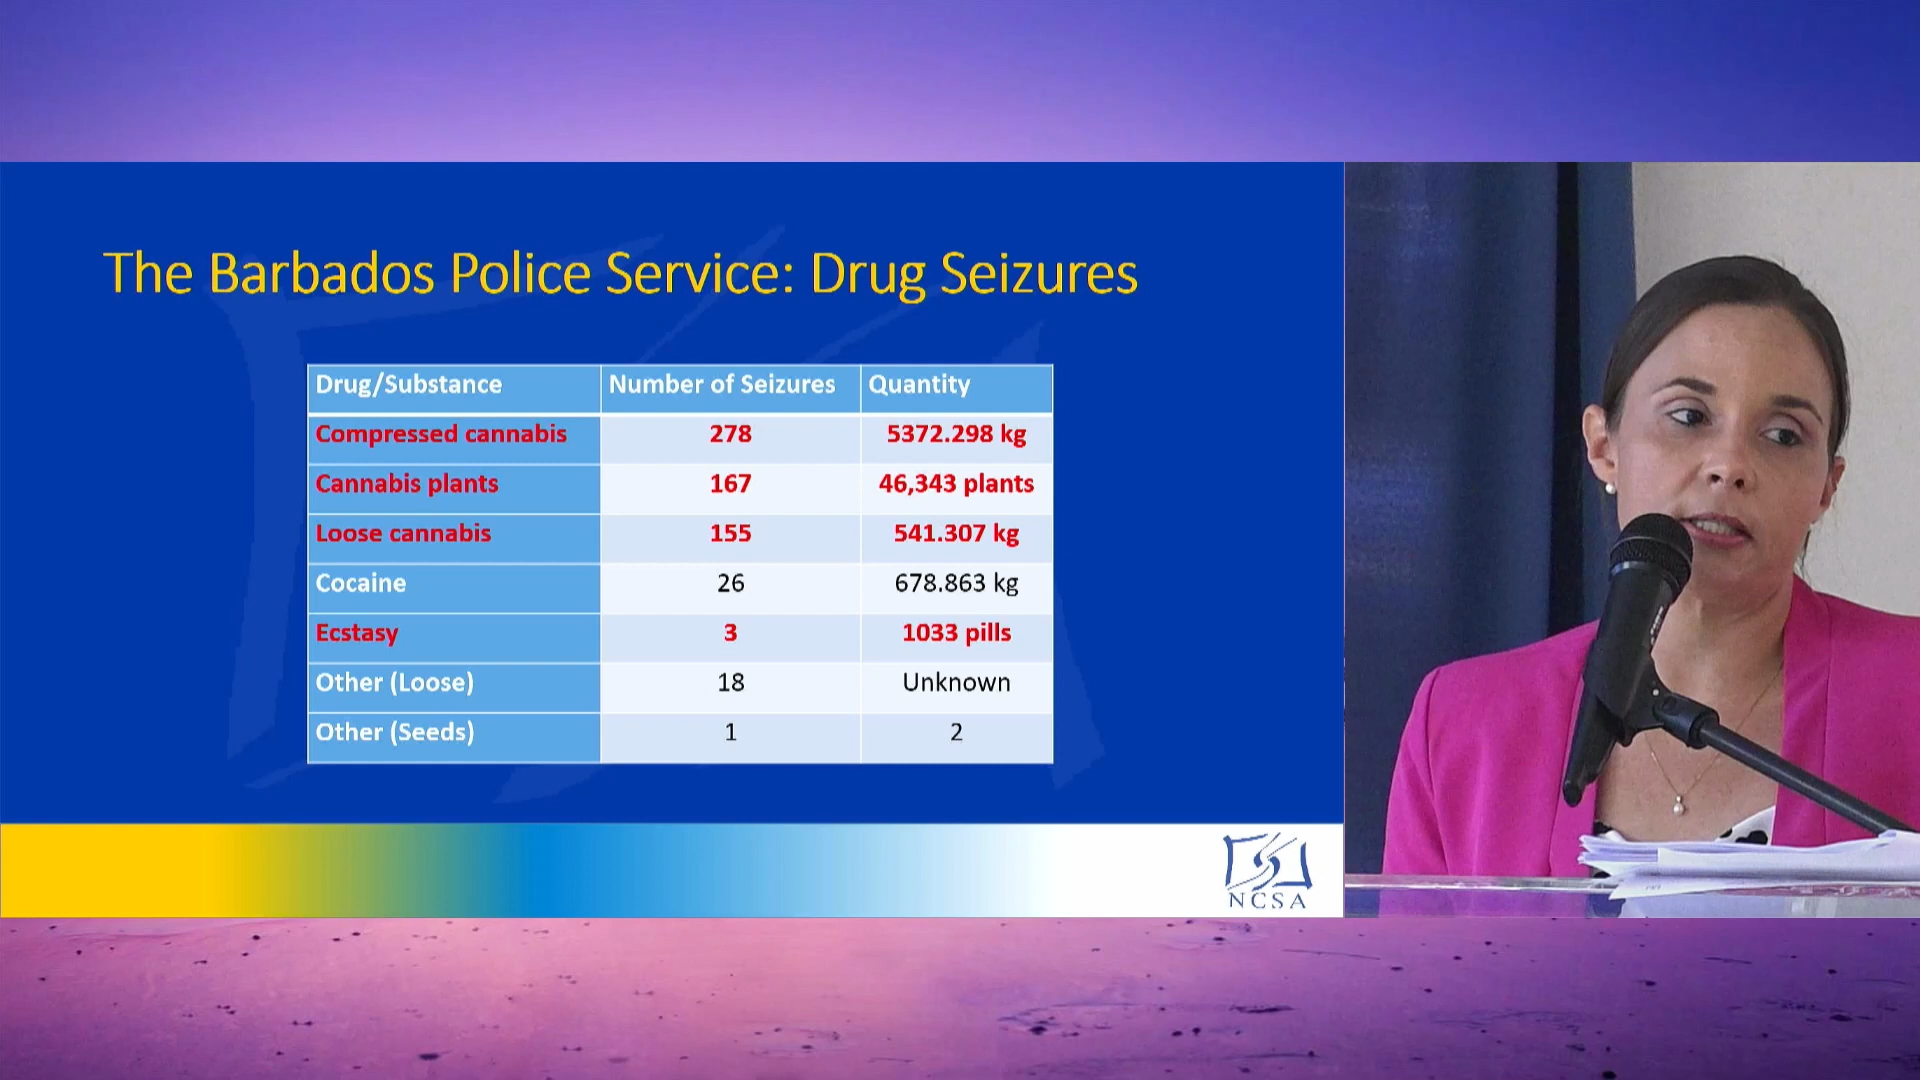 The Barbados Police Service: Drug Seizures
Drug/Substance Number of Seizures Quantity
Compressed cannabis 278 5372.298 kg
Cannabis plants 167 46,343 plants
Loose cannabis 155 541.307 kg
Cocaine 26 678.863 kg
Ecstasy 3 1033 pills
Other (Loose) 18 Unknown
Other (Seeds) 1 2
NCSA